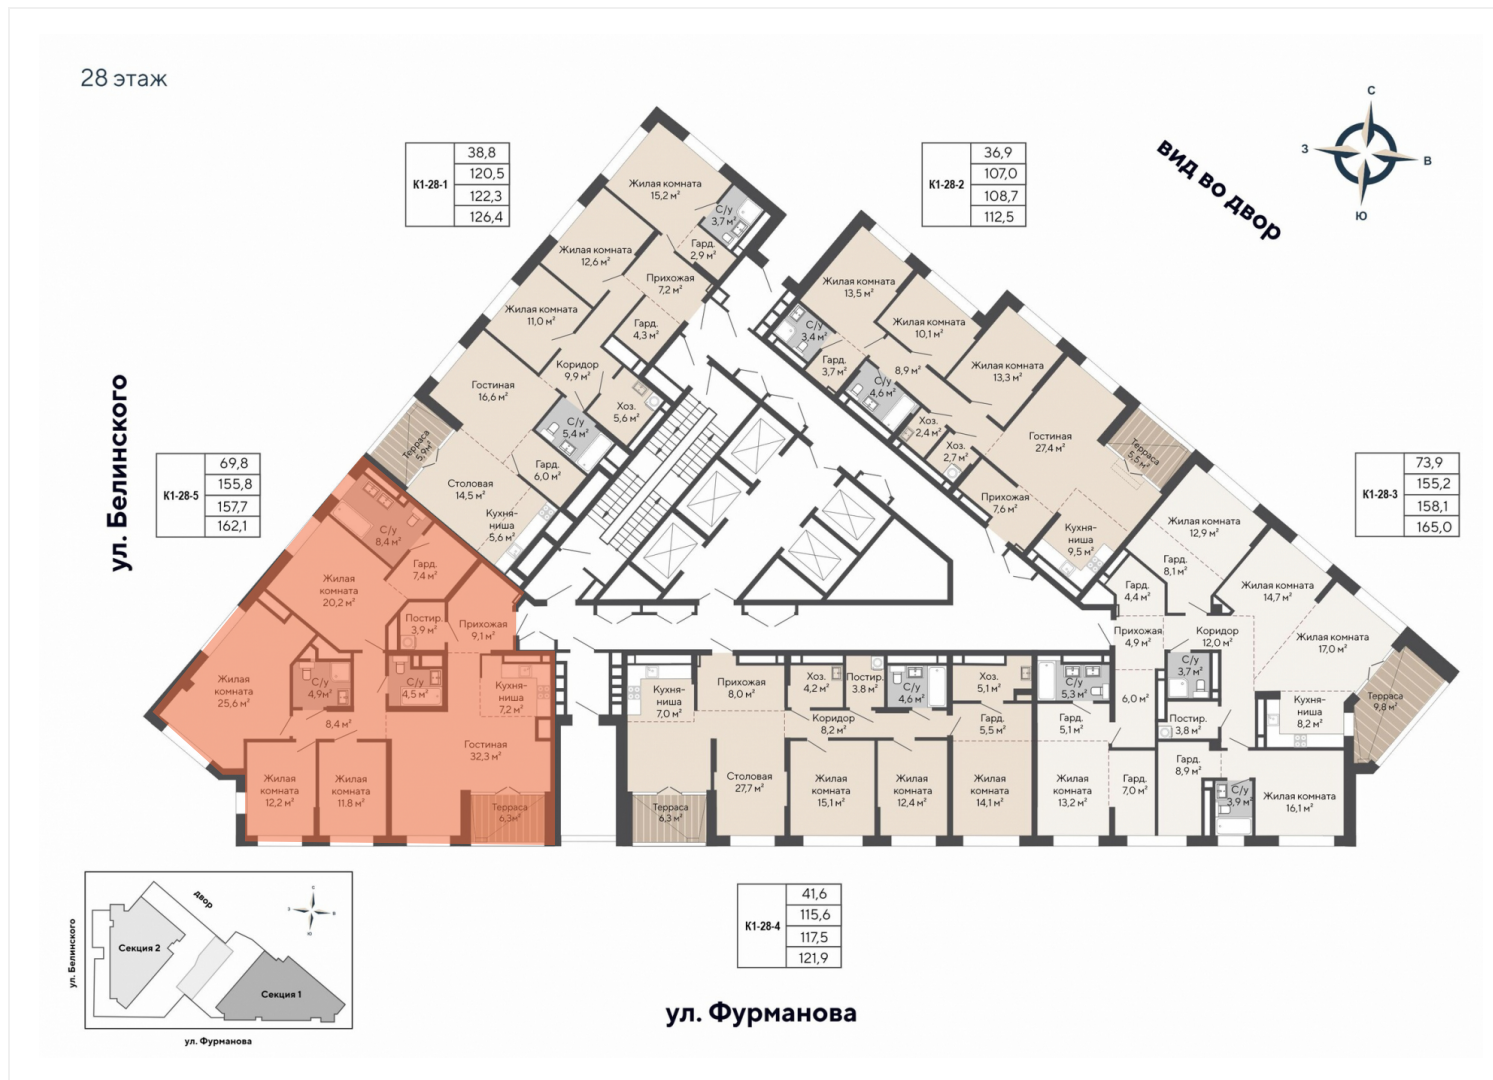 28 этаж
С
З
В
Ю
вид во двор
К1-28-1
38,8
120,5
122,3
126,4
К1-28-2
36,9
107,0
108,7
112,5
Жилая комната
15,2 м²
С/у
3,7 м²
Гард.
2,9 м²
Жилая комната
12,6 м²
Прихожая
7,2 м²
Жилая комната
11,0 м²
Гард.
4,3 м²
Коридор
9,9 м²
Гостиная
16,6 м²
Хоз.
5,6 м²
С/у
5,4 м²
Терраса
5,9м²
Гард.
6,0 м²
Столовая
14,5 м²
Кухня-
ниша
5,6 м²
Жилая комната
13,5 м²
С/у
3,4 м²
Жилая комната
10,1 м²
Гард.
3,7 м²
8,9 м²
Жилая комната
13,3 м²
С/у
4,6 м²
Хоз.
2,4 м²
Хоз.
2,7 м²
Гостиная
27,4 м²
Терраса
5,5 м²
Прихожая
7,6 м²
Кухня-
ниша
9,5 м²
ул. Белинского
К1-28-5
69,8
155,8
157,7
162,1
К1-28-3
73,9
155,2
158,1
165,0
С/у
8,4 м²
Гард.
7,4 м²
Жилая
комната
20,2 м²
Постир.
3,9 м²
Прихожая
9,1 м²
Жилая
комната
25,6 м²
С/у
4,9м²
С/у
4,5 м²
Кухня-
ниша
7,2 м²
8,4 м²
Гостиная
32,3 м²
Жилая
комната
12,2 м²
Жилая
комната
11.8 м²
Терраса
6,3м²
Кухня-
ниша
7,0 м²
Прихожая
8,0 м²
Хоз.
4,2 м²
Постир.
3.8 м²
С/у
4,6 м²
Хоз.
5,1 м²
Коридор
8,2 м²
Гард.
5,5 м²
Столовая
27,7 м²
Терраса
6,3 м²
Жилая
комната
15,1 м²
Жилая
комната
12,4 м²
Жилая
комната
14,1 м²
Жилая комната
12,9 м²
Гард.
8,1 м²
Гард.
4,4 м²
Жилая комната
14,7 м²
Прихожая
4,9 м²
Коридор
12,0 м²
Жилая комната
17,0 м²
С/у
3,7 м²
С/у
5,3 м²
6,0 м²
Терраса
9,8 м²
Кухня-
ниша
8,2 м²
Постир.
3,8 м²
Гард.
5,1 м²
Гард.
8,9 м²
Жилая
комната
13,2 м²
Гард.
7,0 м²
С/у
3,9 м²
Жилая комната
16,1 м²
К1-28-4
41,6
115,6
117,5
121,9
ул. Фурманова
двор
С
З
В
Ю
ул. Белинского
Секция 2
Секция 1
ул. Фурманова